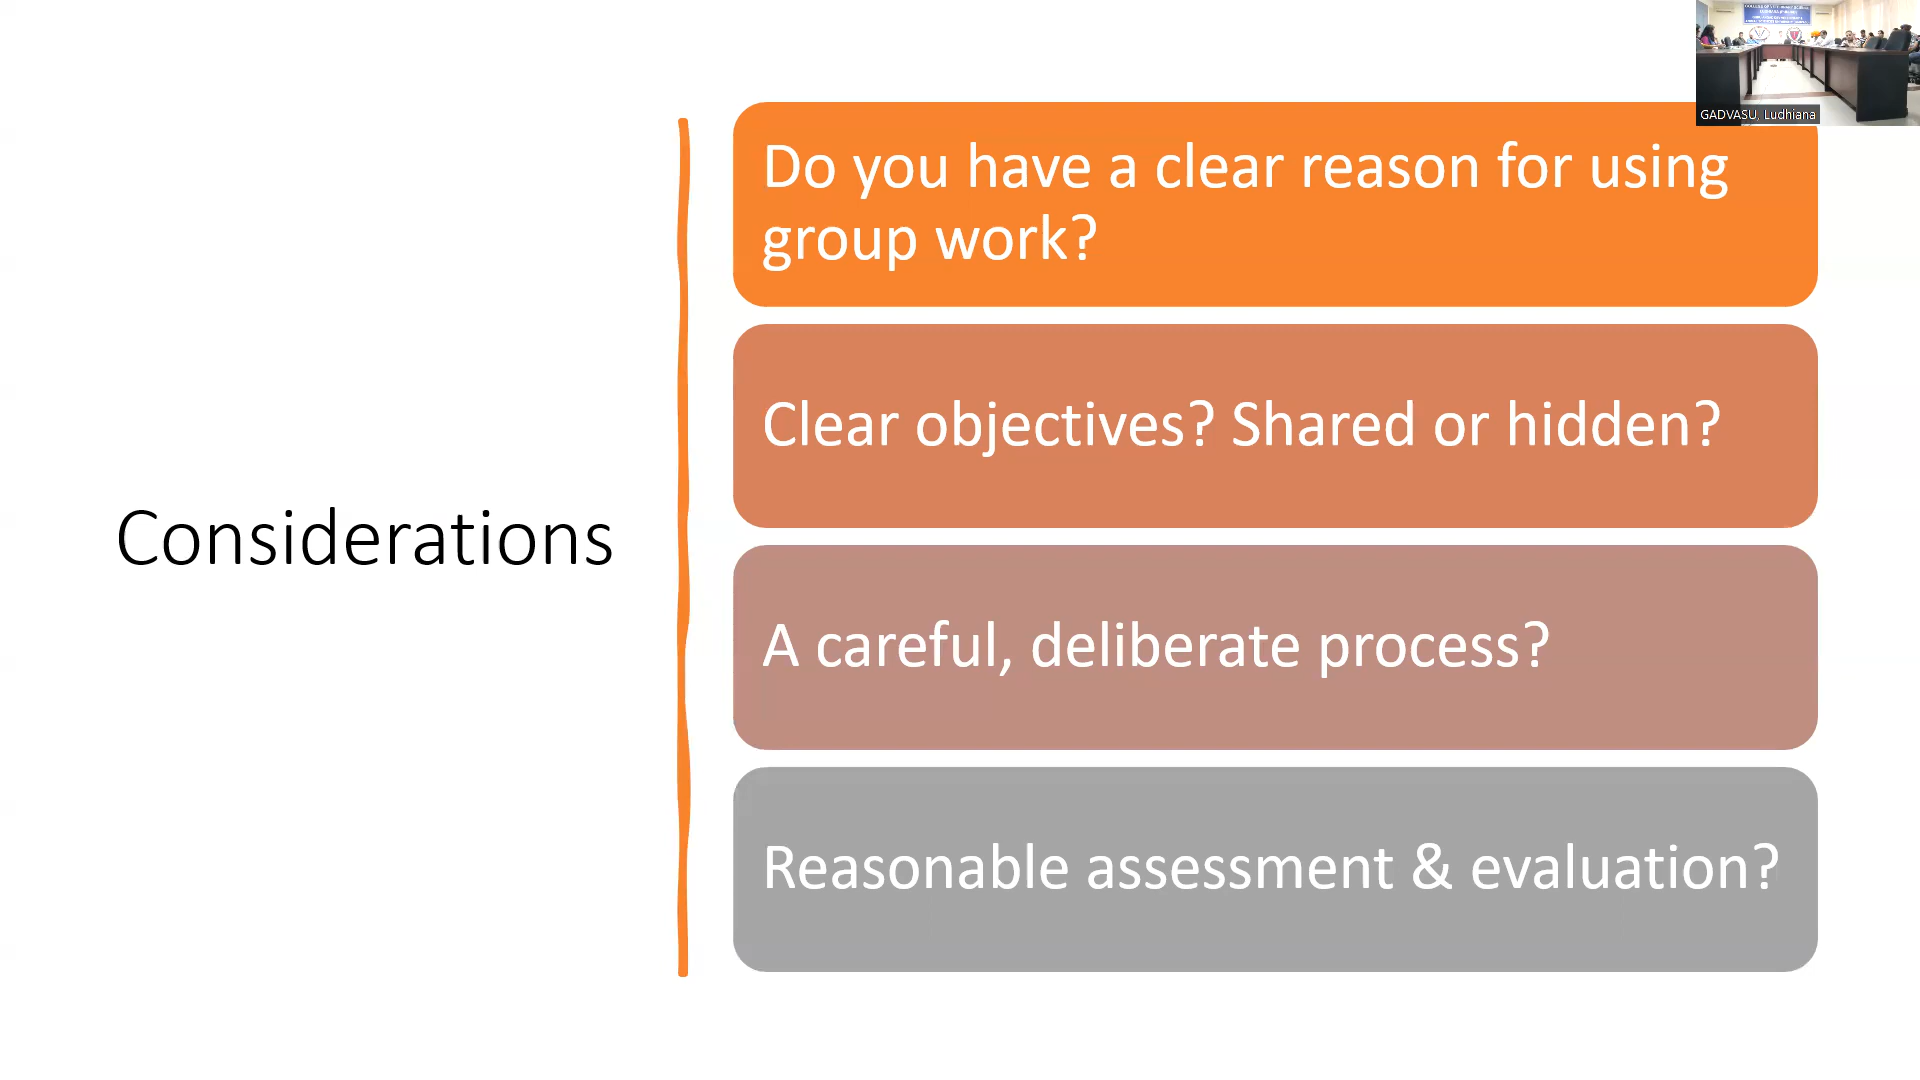 Considerations
Do you have a clear reason for using
group work?
Clear objectives? Shared or hidden?
A careful, deliberate process?
Reasonable assessment & evaluation?
GADVASU, Ludhiana